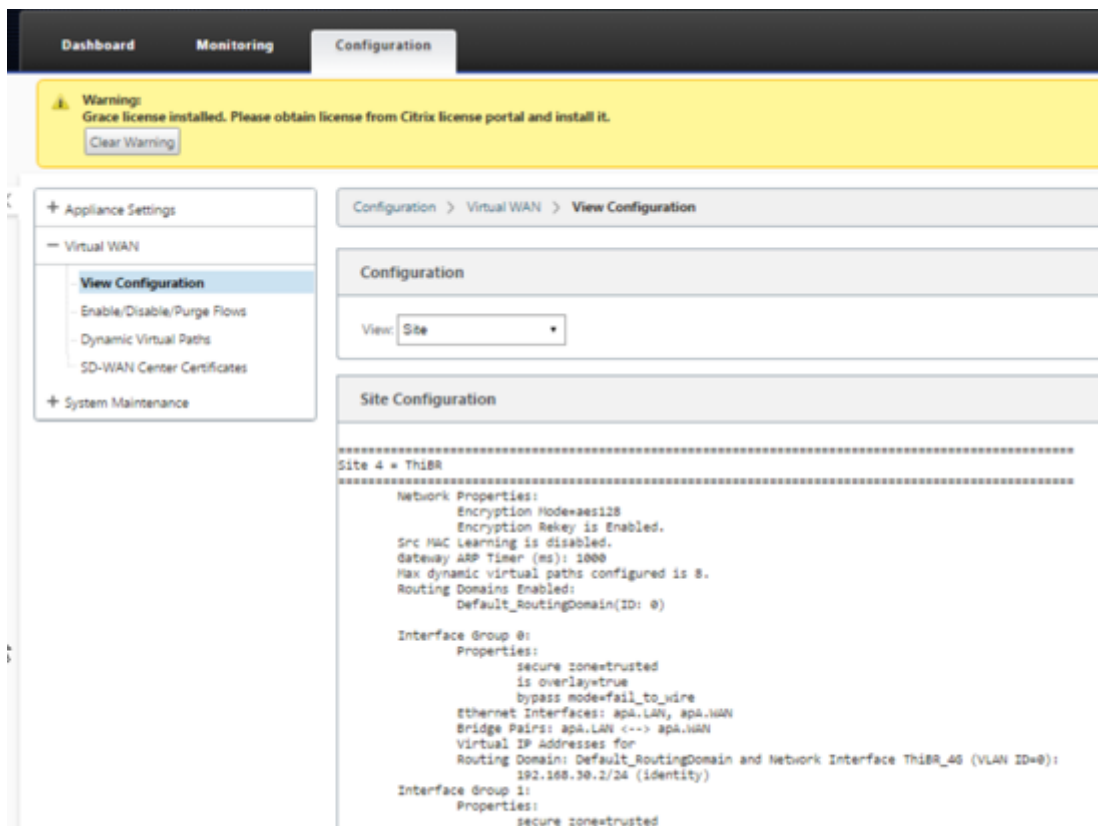 Dashboard Monitoring Configuration
Warning:
Grace license installed. Please obtain license from Citrix license portal and install it.
Clear Warning
+ Appliance Settings
− Virtual WAN
View Configuration
Enable/Disable/Purge Flows
Dynamic Virtual Paths
SD-WAN Center Certificates
+ System Maintenance
Configuration > Virtual WAN > View Configuration
Configuration
View: Site
Site Configuration
Site 4 = ThiBR
Network Properties:
Encryption Mode=aes128
Encryption Rekey is Enabled.
Src MAC Learning is disabled.
Gateway ARP Timer (ms): 1000
Max dynamic virtual paths configured is 8.
Routing Domains Enabled:
Default_RoutingDomain(ID: 0)
Interface Group 0:
Properties:
secure zone=trusted
is overlay=true
bypass mode=fail_to_wire
Ethernet Interfaces: apA.LAN, apA.WAN
Bridge Pairs: apA.LAN <--> apA.WAN
Virtual IP Addresses for
Routing Domain: Default_RoutingDomain and Network Interface ThiBR_4G (VLAN ID=0):
192.168.30.2/24 (identity)
Interface Group 1:
Properties:
secure zone=trusted